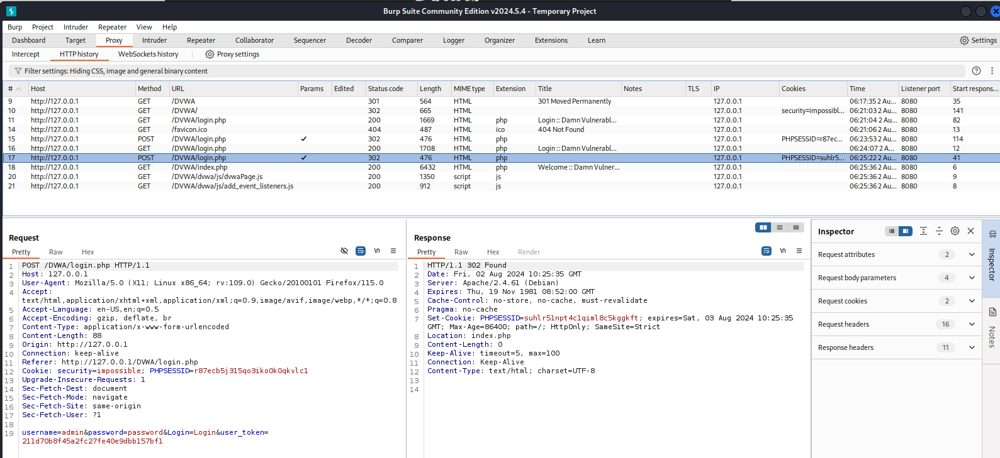 Burp Suite Community Edition v2024.5.4 - Temporary Project
Burp Project Intruder Repeater View Help
Dashboard Target Proxy Intruder Repeater Collaborator Sequencer Decoder Comparer Logger Organizer Extensions Learn Settings
Intercept HTTP history WebSockets history Proxy settings
Filter settings: Hiding CSS, image and general binary content
# Host Method URL Params Edited Status code Length MIME type Extension Title Notes TLS IP Cookies Time Listener port Start respons...
9 http://127.0.0.1 GET /DVWA 301 564 HTML 301 Moved Permanently 127.0.0.1 06:17:35 2 Au... 8080 35
10 http://127.0.0.1 GET /DVWA/ 302 665 HTML 127.0.0.1 security=impossibl... 06:21:03 2 Au... 8080 141
11 http://127.0.0.1 GET /DVWA/login.php 200 1669 HTML php Login :: Damn Vulnerabl... 127.0.0.1 06:21:04 2 Au... 8080 82
14 http://127.0.0.1 GET /favicon.ico 404 487 HTML ico 404 Not Found 127.0.0.1 06:21:06 2 Au... 8080 13
15 http://127.0.0.1 POST /DVWA/login.php ✓ 302 476 HTML php 127.0.0.1 PHPSESSID=r87ec... 06:23:53 2 Au... 8080 114
16 http://127.0.0.1 GET /DVWA/login.php 200 1708 HTML php Login :: Damn Vulnerabl... 127.0.0.1 06:24:07 2 Au... 8080 12
17 http://127.0.0.1 POST /DVWA/login.php ✓ 302 476 HTML php 127.0.0.1 PHPSESSID=suhlr5... 06:25:22 2 Au... 8080 41
18 http://127.0.0.1 GET /DVWA/index.php 200 6432 HTML php Welcome :: Damn Vulner... 127.0.0.1 06:25:36 2 Au... 8080 6
20 http://127.0.0.1 GET /DVWA/dvwa/js/dvwaPage.js 200 1350 script js 127.0.0.1 06:25:36 2 Au... 8080 9
21 http://127.0.0.1 GET /DVWA/dvwa/js/add_event_listeners.js 200 912 script js 127.0.0.1 06:25:36 2 Au... 8080 8
Request
Pretty Raw Hex \n
1 POST /DVWA/login.php HTTP/1.1
2 Host: 127.0.0.1
3 User-Agent: Mozilla/5.0 (X11; Linux x86_64; rv:109.0) Gecko/20100101 Firefox/115.0
4 Accept:
text/html,application/xhtml+xml,application/xml;q=0.9,image/avif,image/webp,*/*;q=0.8
5 Accept-Language: en-US,en;q=0.5
6 Accept-Encoding: gzip, deflate, br
7 Content-Type: application/x-www-form-urlencoded
8 Content-Length: 88
9 Origin: http://127.0.0.1
10 Connection: keep-alive
11 Referer: http://127.0.0.1/DVWA/login.php
12 Cookie: security=impossible; PHPSESSID=r87ecb5j315qo3iko0k0qkvlc1
13 Upgrade-Insecure-Requests: 1
14 Sec-Fetch-Dest: document
15 Sec-Fetch-Mode: navigate
16 Sec-Fetch-Site: same-origin
17 Sec-Fetch-User: ?1
18
19 username=admin&password=password&Login=Login&user_token=
211d70b8f45a2fc27fe40e9dbb157bf1
Response
Pretty Raw Hex Render \n
1 HTTP/1.1 302 Found
2 Date: Fri, 02 Aug 2024 10:25:35 GMT
3 Server: Apache/2.4.61 (Debian)
4 Expires: Thu, 19 Nov 1981 08:52:00 GMT
5 Cache-Control: no-store, no-cache, must-revalidate
6 Pragma: no-cache
7 Set-Cookie: PHPSESSID=suhlr51npt4c1qiml8c5kggkft; expires=Sat, 03 Aug 2024 10:25:35
GMT; Max-Age=86400; path=/; HttpOnly; SameSite=Strict
8 Location: index.php
9 Content-Length: 0
10 Keep-Alive: timeout=5, max=100
11 Connection: Keep-Alive
12 Content-Type: text/html; charset=UTF-8
13
14
Inspector
Request attributes 2
Request body parameters 4
Request cookies 2
Request headers 16
Response headers 11
Inspector
Notes